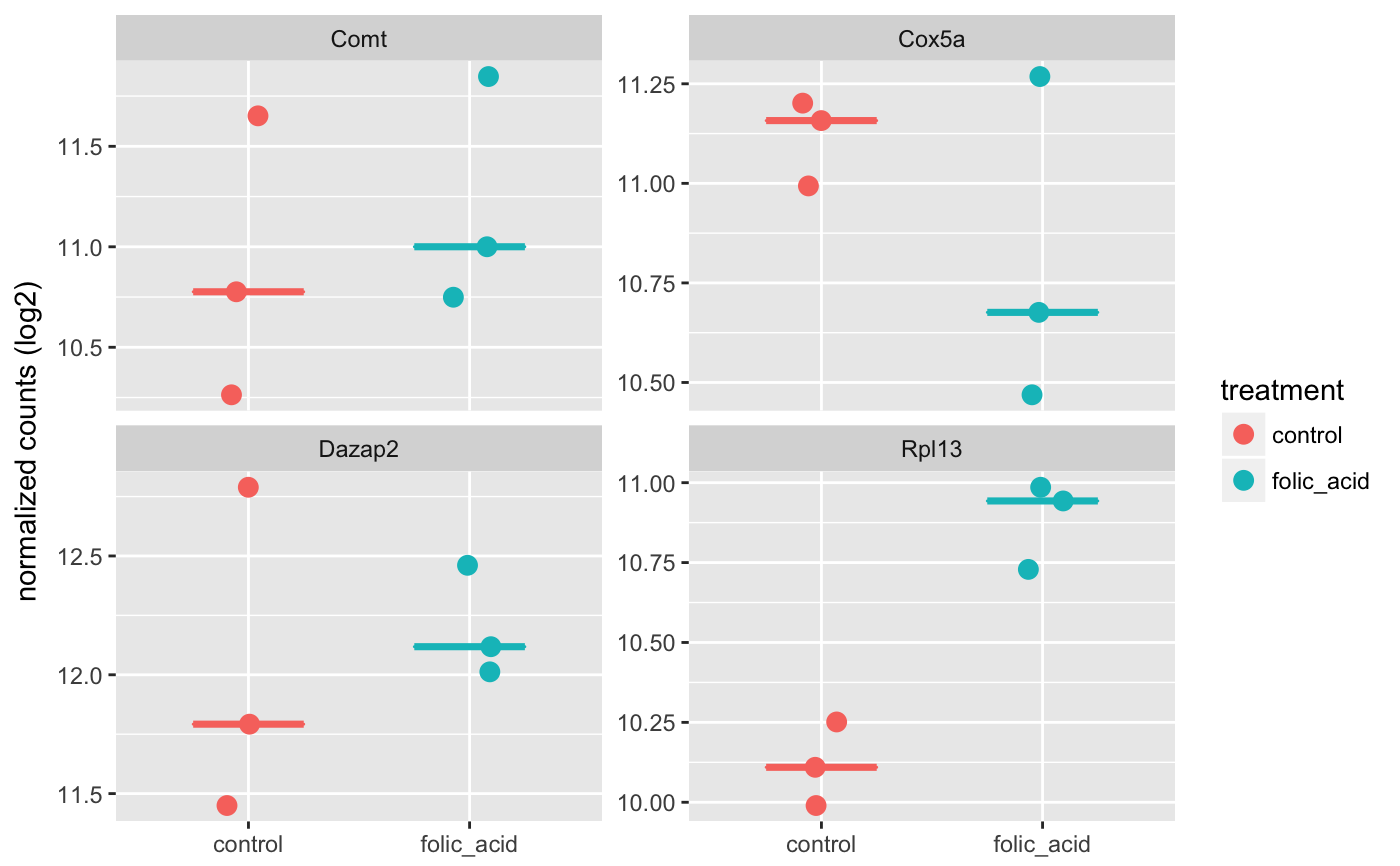 Comt
Cox5a
11.5
11.0
10.5
11.25
11.00
10.75
10.50
normalized counts (log2)
Dazap2
Rpl13
12.5
12.0
11.5
11.00
10.75
10.50
10.25
10.00
control
folic_acid
control
folic_acid
treatment
control
folic_acid